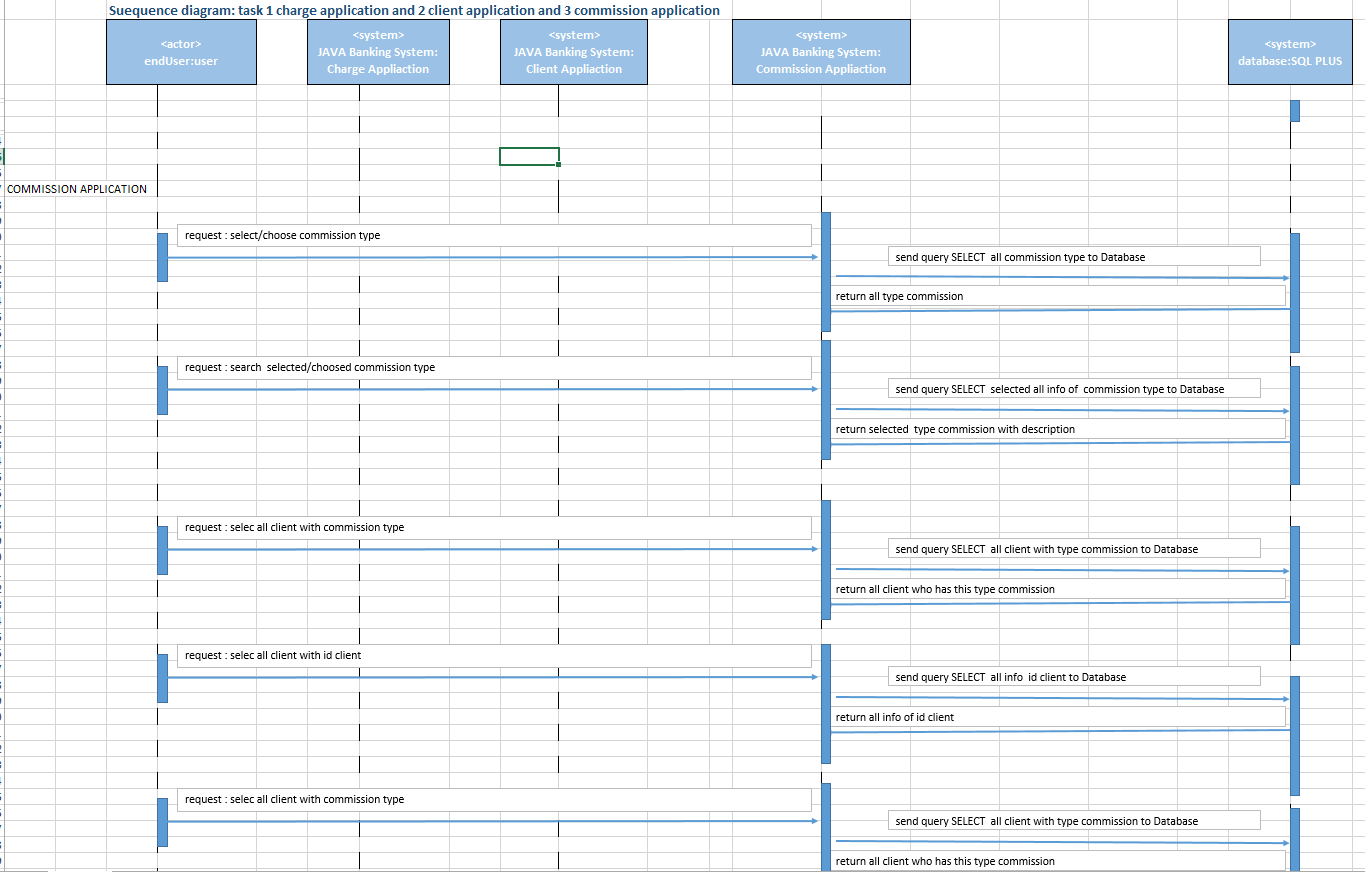 Suequence diagram: task 1 charge application and 2 client application and 3 commission application
<actor>
endUser:user
<system>
JAVA Banking System:
Charge Appliaction
<system>
JAVA Banking System:
Client Appliaction
<system>
JAVA Banking System:
Commission Appliaction
<system>
database:SQL PLUS
COMMISSION APPLICATION
request : select/choose commission type
send query SELECT all commission type to Database
return all type commission
request : search selected/choosed commission type
send query SELECT selected all info of commission type to Database
return selected type commission with description
request : selec all client with commission type
send query SELECT all client with type commission to Database
return all client who has this type commission
request : selec all client with id client
send query SELECT all info id client to Database
return all info of id client
request : selec all client with commission type
send query SELECT all client with type commission to Database
return all client who has this type commission